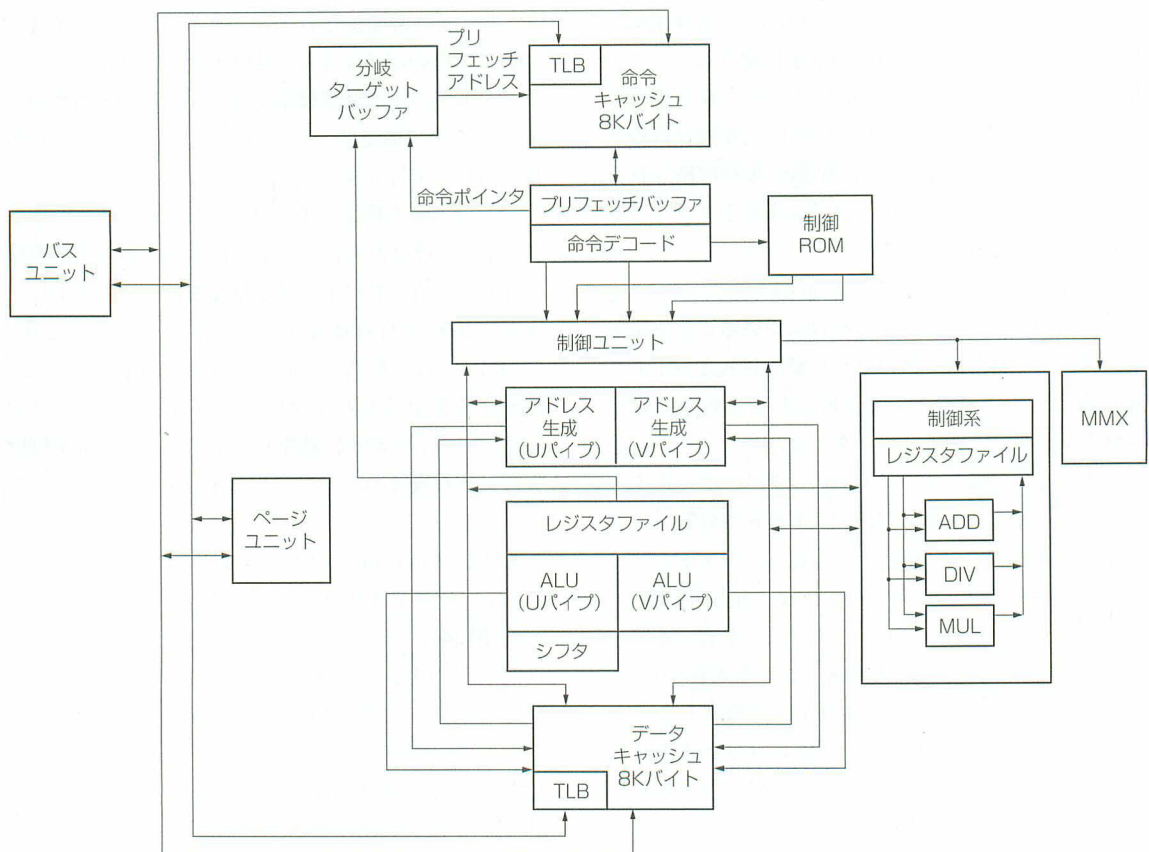 プリ
フェッチ
アドレス
分岐
ターゲット
バッファ
TLB
命令
キャッシュ
8Kバイト
命令ポインタ
プリフェッチバッファ
命令デコード
制御
ROM
バス
ユニット
制御ユニット
アドレス
生成
(Uパイプ)
アドレス
生成
(Vパイプ)
制御系
レジスタファイル
MMX
ページ
ユニット
レジスタファイル
ALU
(Uパイプ)
ALU
(Vパイプ)
シフタ
ADD
DIV
MUL
データ
キャッシュ
8Kバイト
TLB